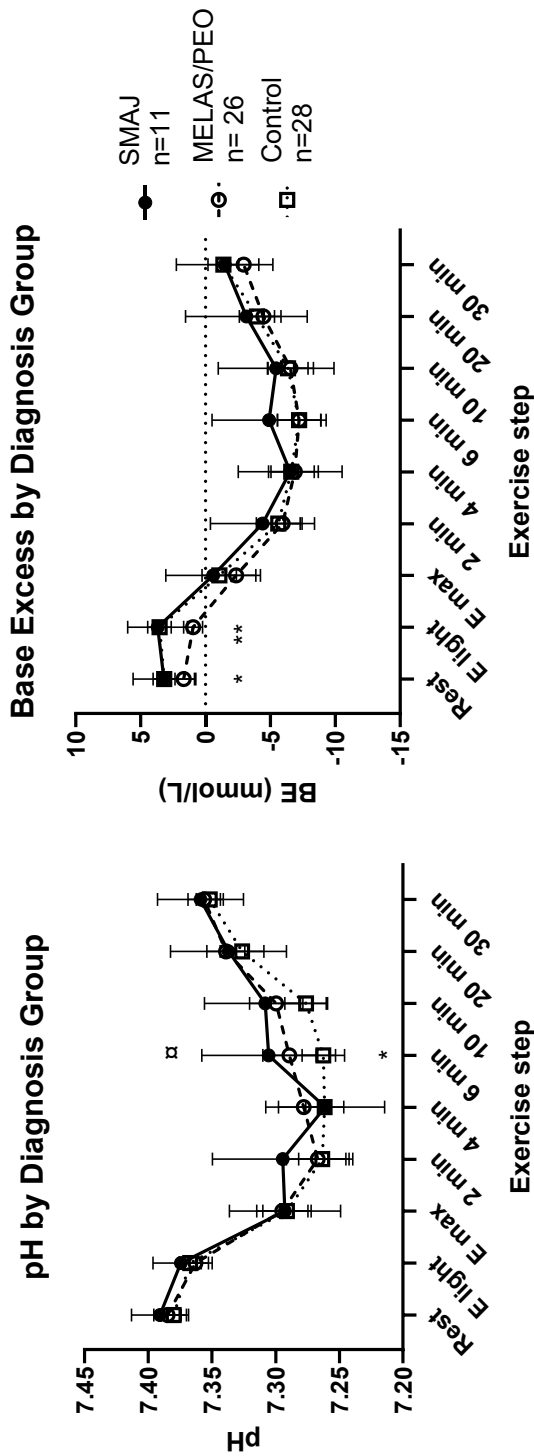 pH by Diagnosis Group
pH
7.45
7.40
7.35
7.30
7.25
7.20
¤
*
Rest
E light
E max
2 min
4 min
6 min
10 min
20 min
30 min
Exercise step
Base Excess by Diagnosis Group
BE (mmol/L)
10
5
0
-5
-10
-15
*
**
Rest
E light
E max
2 min
4 min
6 min
10 min
20 min
30 min
Exercise step
SMAJ
n=11
MELAS/PEO
n= 26
Control
n=28